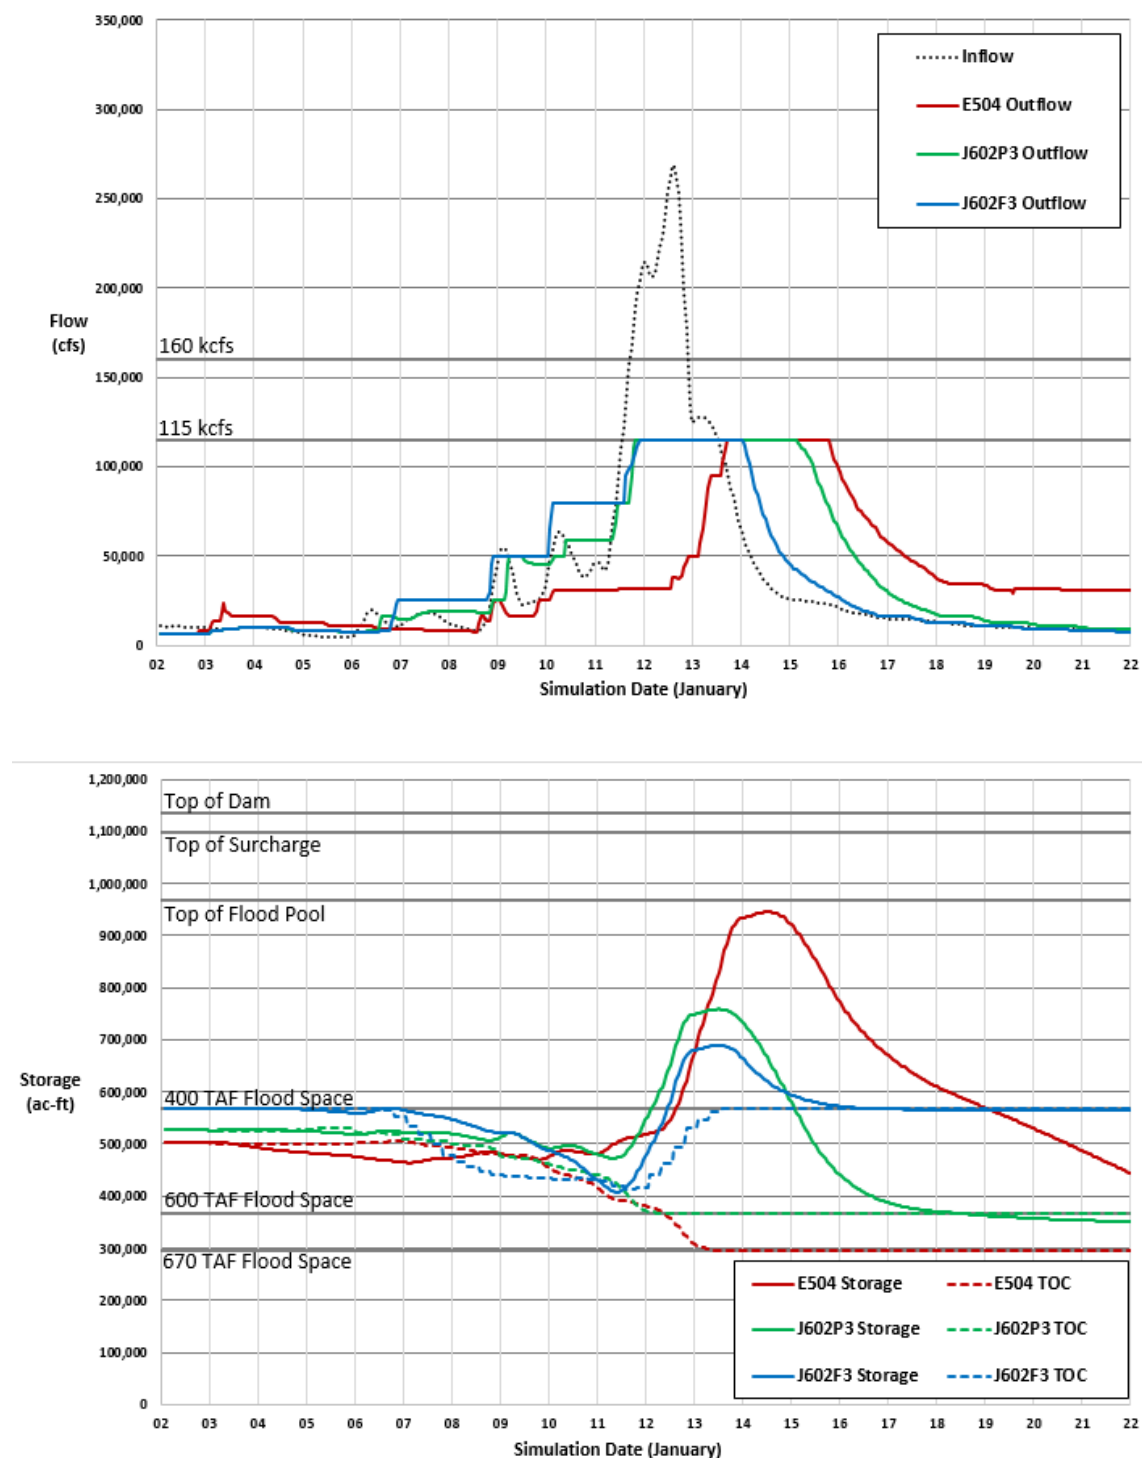 350,000
Inflow
E504 Outflow
J602P3 Outflow
J602F3 Outflow
300,000
250,000
200,000
Flow
(cfs)
160 kcfs
150,000
115 kcfs
100,000
50,000
0
02 03 04 05 06 07 08 09 10 11 12 13 14 15 16 17 18 19 20 21 22
Simulation Date (January)
1,200,000
Top of Dam
1,100,000
Top of Surcharge
1,000,000
Top of Flood Pool
900,000
800,000
700,000
Storage
(ac-ft)
600,000
400 TAF Flood Space
500,000
400,000
600 TAF Flood Space
300,000
670 TAF Flood Space
E504 Storage E504 TOC
J602P3 Storage J602P3 TOC
J602F3 Storage J602F3 TOC
200,000
100,000
0
02 03 04 05 06 07 08 09 10 11 12 13 14 15 16 17 18 19 20 21 22
Simulation Date (January)